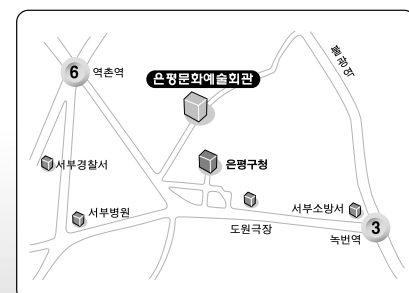 6 역촌역
은평문화예술회관
불광역
서부경찰서
은평구청
서부병원
도원극장
서부소방서
3
녹번역